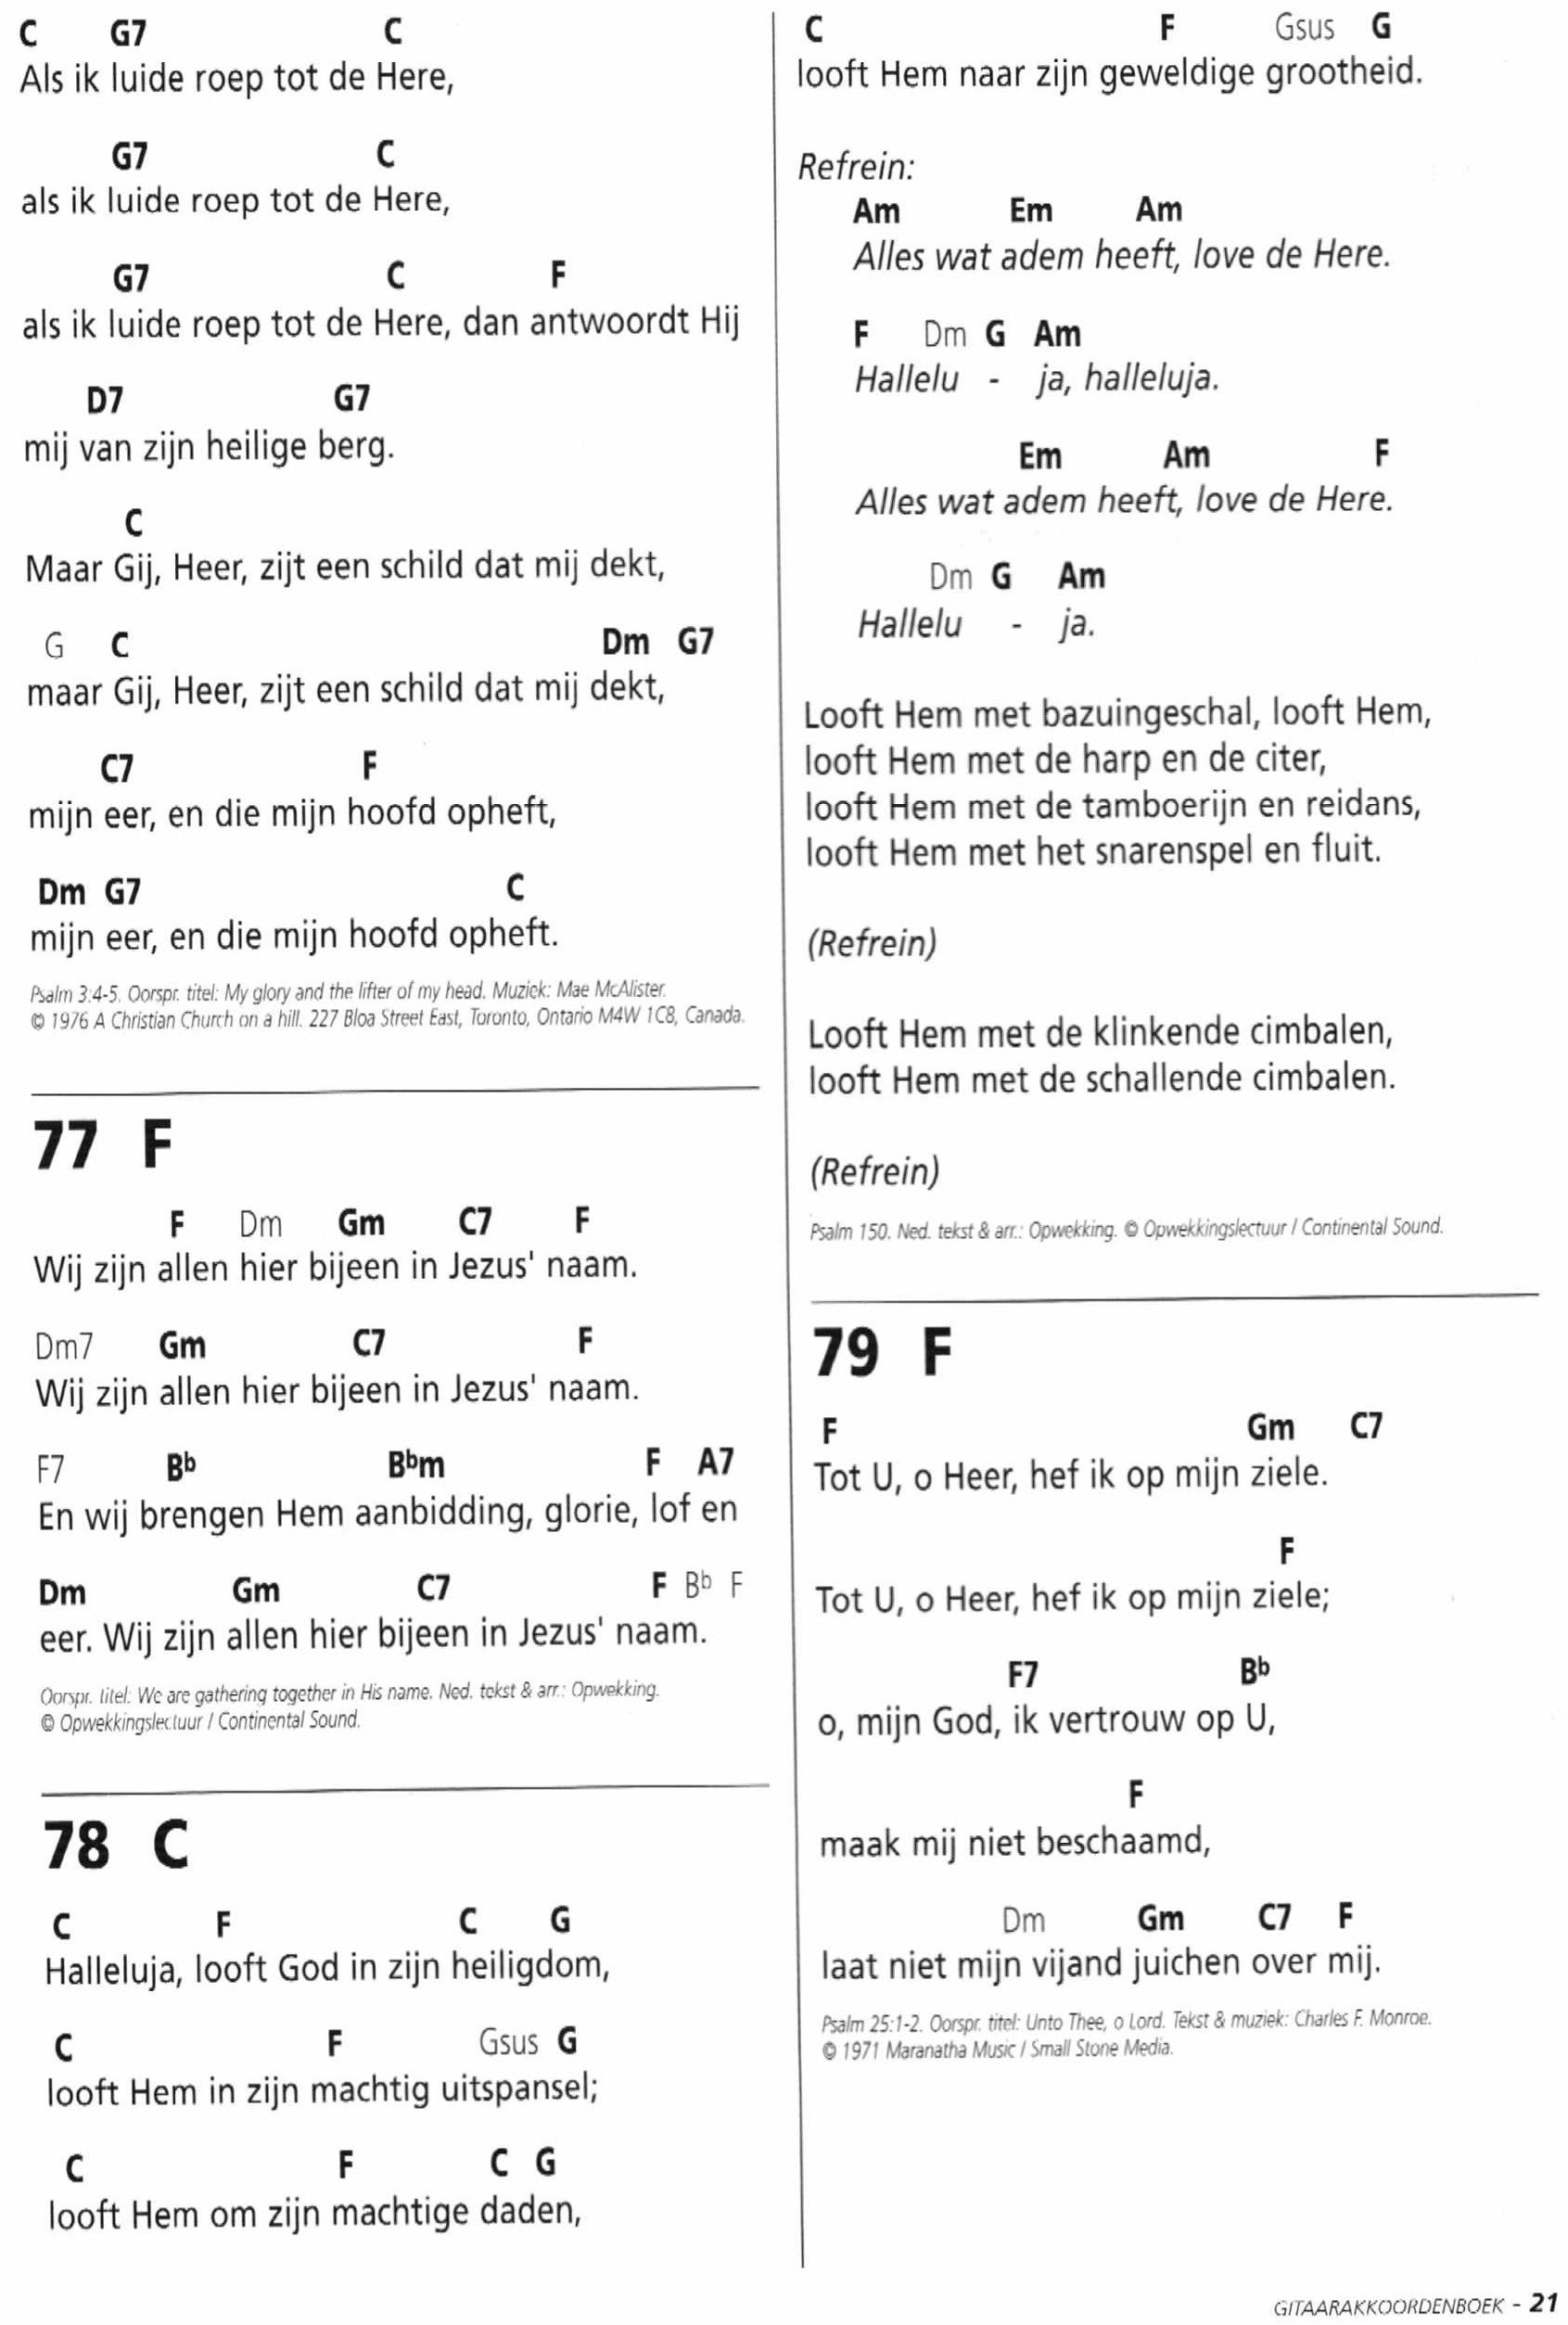 C G7 C
Als ik luide roep tot de Here,
G7 C
als ik luide roep tot de Here,
G7 C F
als ik luide roep tot de Here, dan antwoordt Hij
D7 G7
mij van zijn heilige berg.
C
Maar Gij, Heer, zijt een schild dat mij dekt,
G C Dm G7
maar Gij, Heer, zijt een schild dat mij dekt,
C7 F
mijn eer, en die mijn hoofd opheft,
Dm G7 C
mijn eer, en die mijn hoofd opheft.
Psalm 3:4-5. Oorspr. titel: My glory and the lifter of my head. Muziek: Mae McAlister.
© 1976 A Christian Church on a hill. 227 Bloa Street East, Toronto, Ontario M4W 1C8, Canada.
77 F
F Dm Gm C7 F
Wij zijn allen hier bijeen in Jezus' naam.
Dm7 Gm C7 F
Wij zijn allen hier bijeen in Jezus' naam.
F7 Bb Bbm F A7
En wij brengen Hem aanbidding, glorie, lof en
Dm Gm C7 F Bb F
eer. Wij zijn allen hier bijeen in Jezus' naam.
Oorspr. titel: We are gathering together in His name. Ned. tekst & arr.: Opwekking.
© Opwekkingslectuur / Continental Sound.
78 C
C F C G
Halleluja, looft God in zijn heiligdom,
C F Gsus G
looft Hem in zijn machtig uitspansel;
C F C G
looft Hem om zijn machtige daden,
C F Gsus G
looft Hem naar zijn geweldige grootheid.
Refrein:
Am Em Am
Alles wat adem heeft, love de Here.
F Dm G Am
Hallelu - ja, halleluja.
Em Am F
Alles wat adem heeft, love de Here.
Dm G Am
Hallelu - ja.
Looft Hem met bazuingeschal, looft Hem,
looft Hem met de harp en de citer,
looft Hem met de tamboerijn en reidans,
looft Hem met het snarenspel en fluit.
(Refrein)
Looft Hem met de klinkende cimbalen,
looft Hem met de schallende cimbalen.
(Refrein)
Psalm 150. Ned. tekst & arr.: Opwekking. © Opwekkingslectuur / Continental Sound.
79 F
F Gm C7
Tot U, o Heer, hef ik op mijn ziele.
F
Tot U, o Heer, hef ik op mijn ziele;
F7 Bb
o, mijn God, ik vertrouw op U,
F
maak mij niet beschaamd,
Dm Gm C7 F
laat niet mijn vijand juichen over mij.
Psalm 25:1-2. Oorspr. titel: Unto Thee, o Lord. Tekst & muziek: Charles F. Monroe.
© 1971 Maranatha Music / Small Stone Media.
GITAARAKKOORDENBOEK - 21